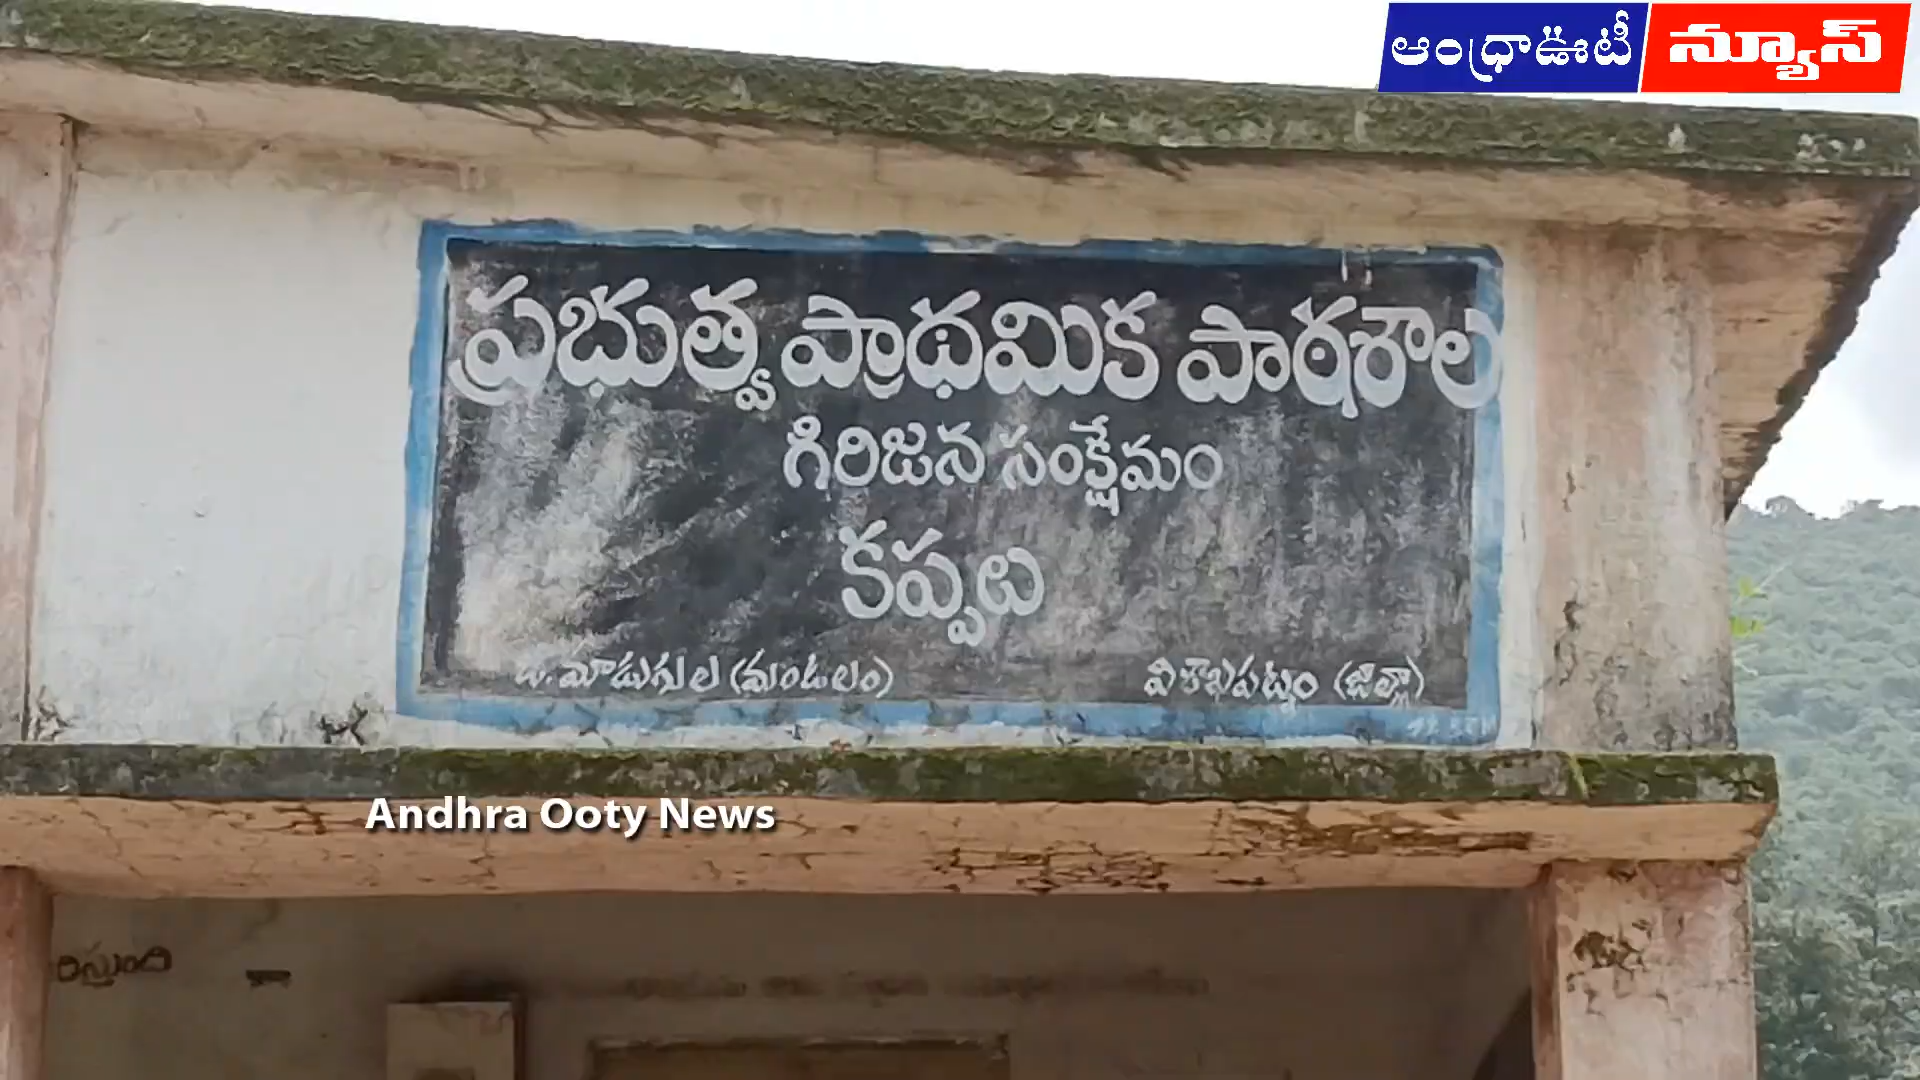 ఆంధ్రాఊటీ న్యూస్
ప్రభుత్వ ప్రాథమిక పాఠశాల
గిరిజన సంక్షేమం
కప్పట
మాడుగుల (మండలం) విశాఖపట్నం (జిల్లా)
Andhra Ooty News